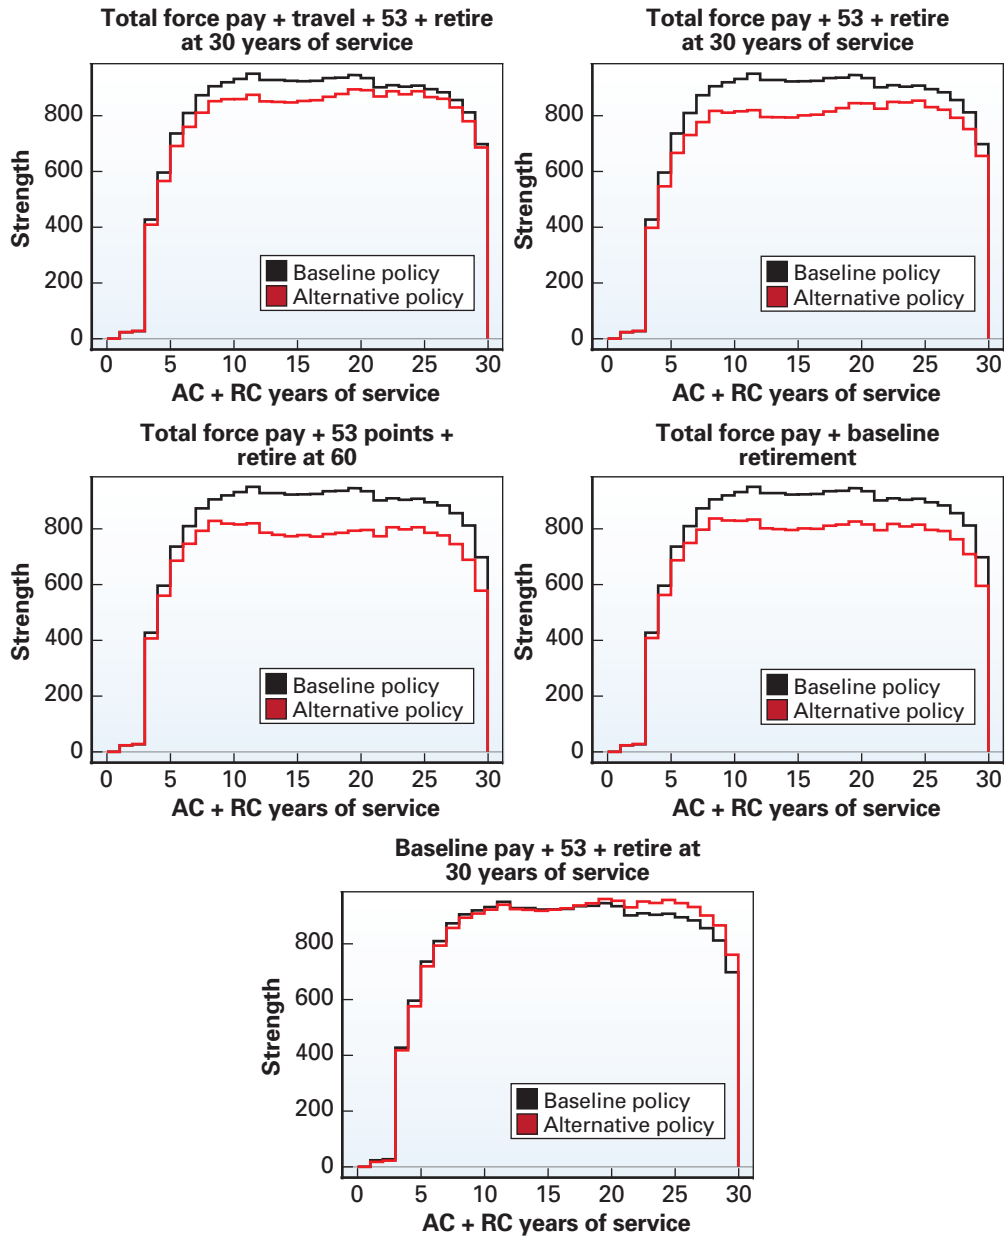 Total force pay + travel + 53 + retire
at 30 years of service
Strength
800
600
400
200
0
Baseline policy
Alternative policy
0 5 10 15 20 25 30
AC + RC years of service
Total force pay + 53 + retire
at 30 years of service
Strength
800
600
400
200
0
Baseline policy
Alternative policy
0 5 10 15 20 25 30
AC + RC years of service
Total force pay + 53 points +
retire at 60
Strength
800
600
400
200
0
Baseline policy
Alternative policy
0 5 10 15 20 25 30
AC + RC years of service
Total force pay + baseline
retirement
Strength
800
600
400
200
0
Baseline policy
Alternative policy
0 5 10 15 20 25 30
AC + RC years of service
Baseline pay + 53 + retire at
30 years of service
Strength
800
600
400
200
0
Baseline policy
Alternative policy
0 5 10 15 20 25 30
AC + RC years of service